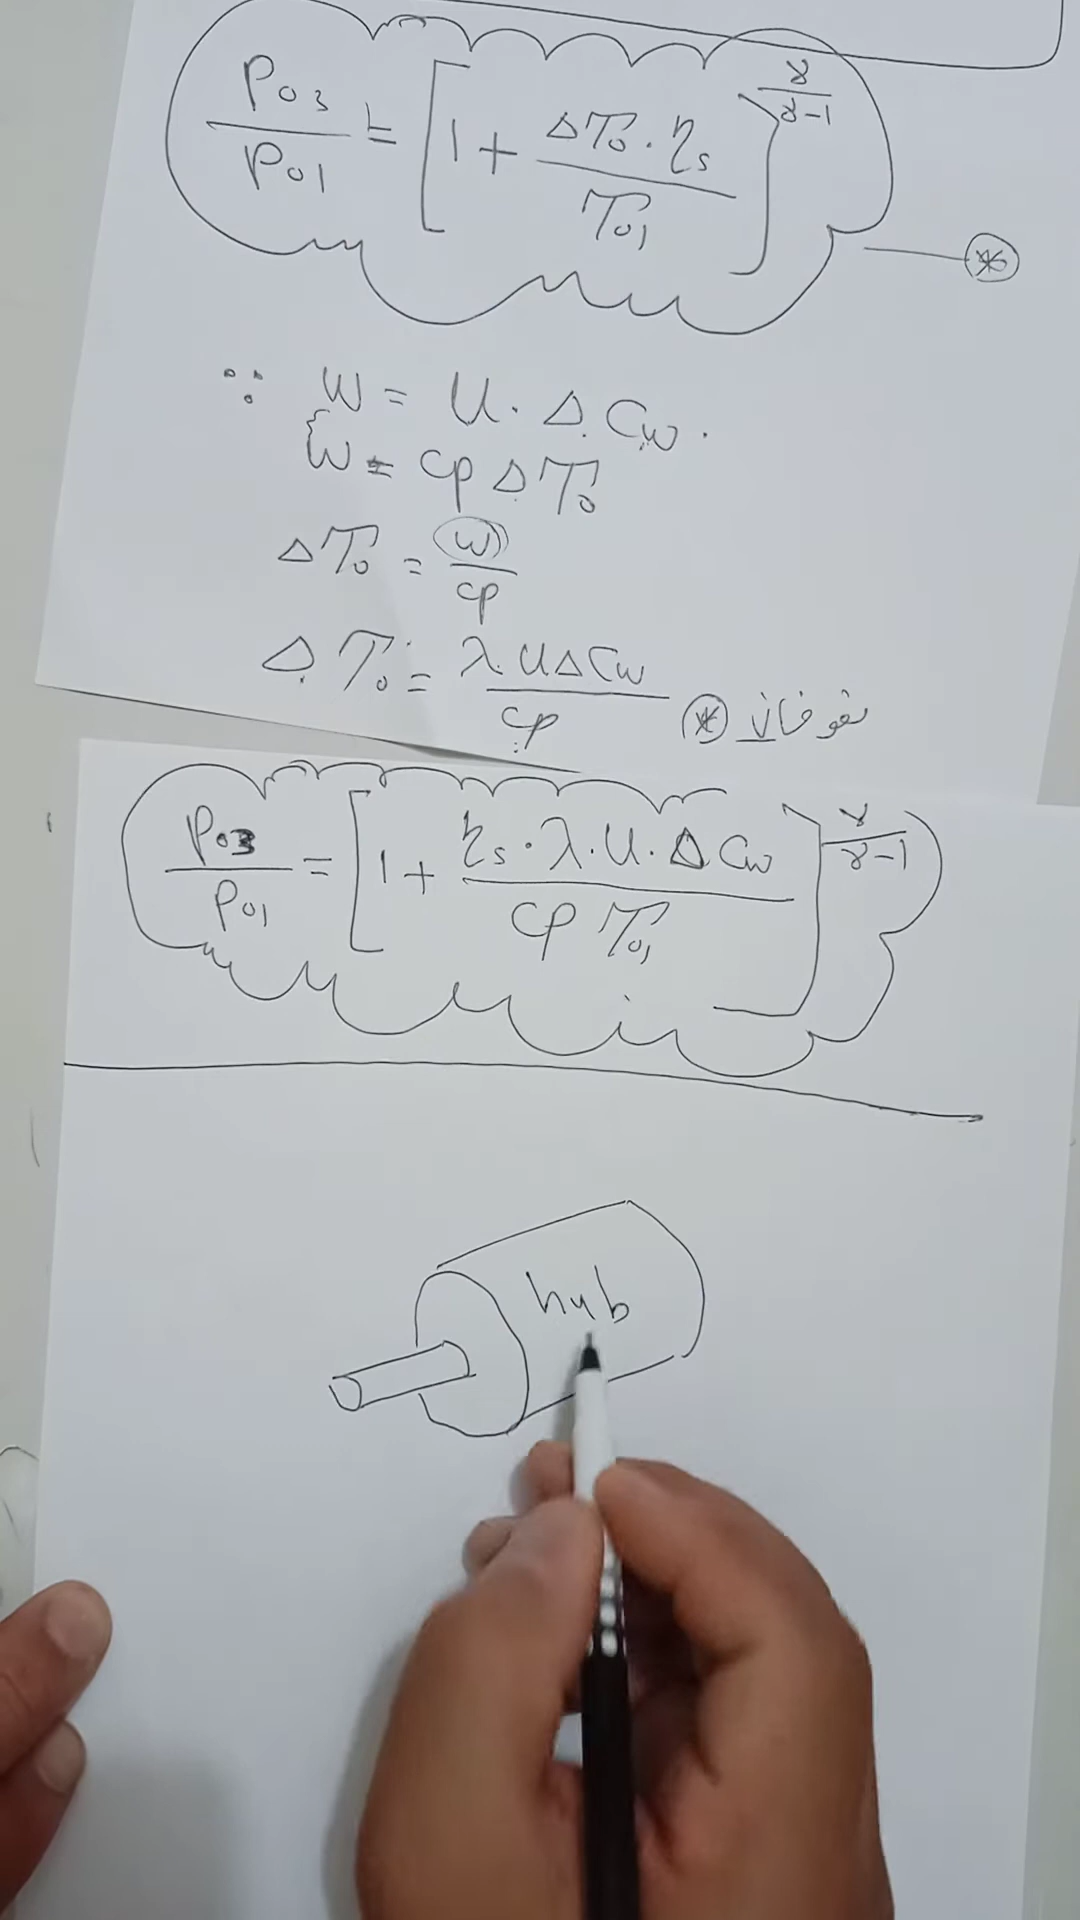 P03/P01 = [1 + ΔT0 · ηs / T01]^(γ/(γ-1)) — ⊛
∵ W = U · ΔCw.
W = Cp ΔT0
ΔT0 = W/Cp
ΔT0 = λ U ΔCw / Cp ⊛ نعوض في
P03/P01 = [1 + ηs · λ · U · ΔCw / Cp T01]^(γ/(γ-1))
hub